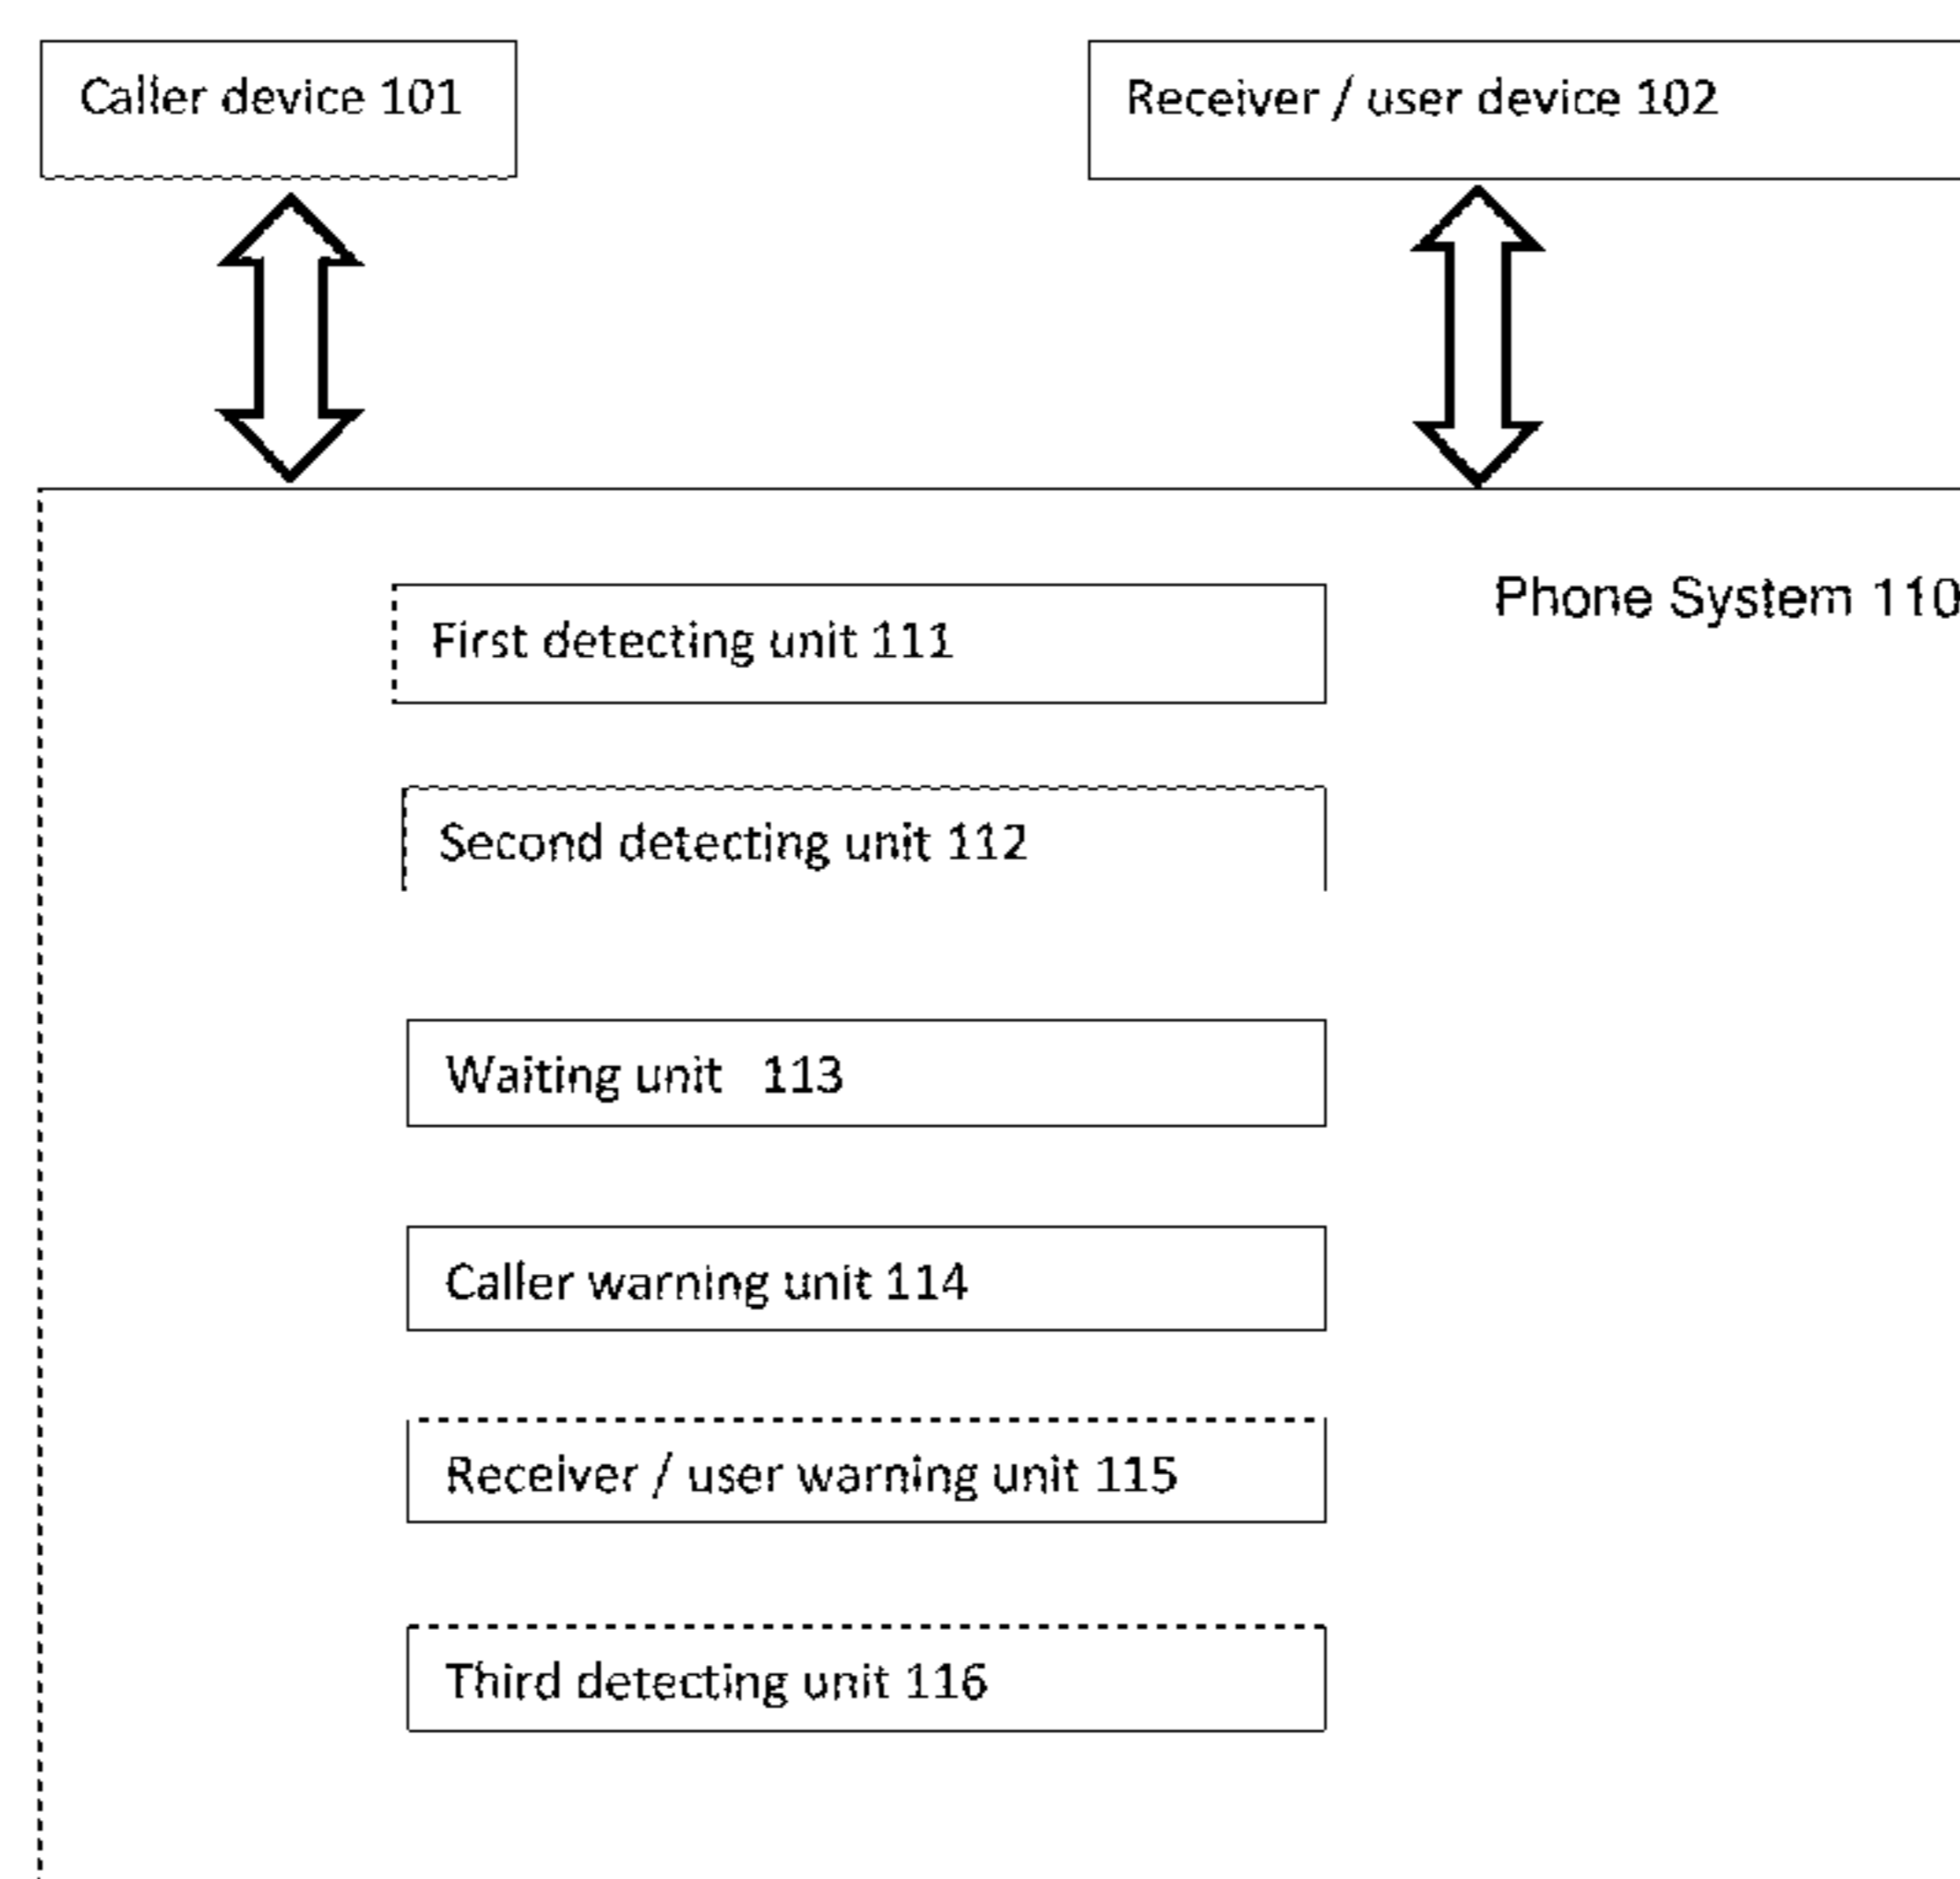 Caller device 101
Receiver / user device 102
Phone System 110
First detecting unit 111
Second detecting unit 112
Waiting unit 113
Caller warning unit 114
Receiver / user warning unit 115
Third detecting unit 116